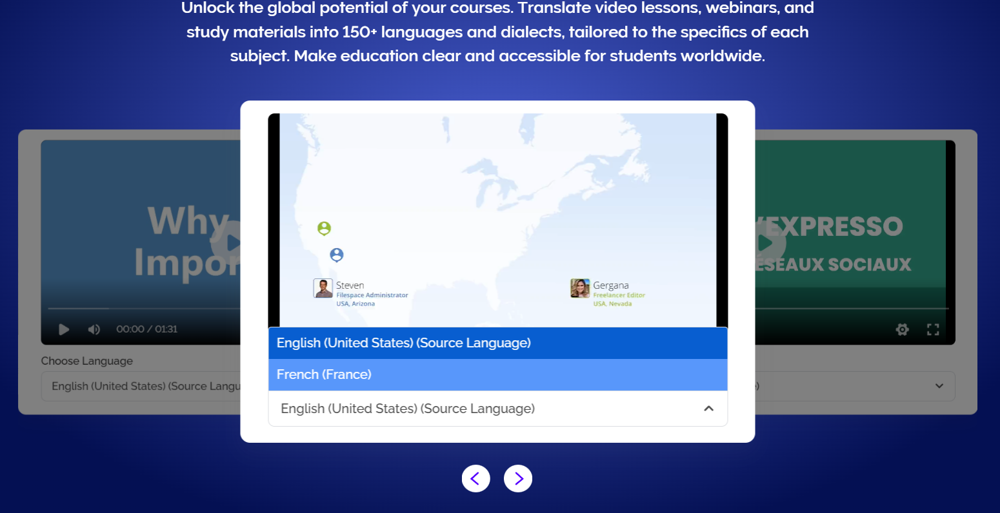 Unlock the global potential of your courses. Translate video lessons, webinars, and
study materials into 150+ languages and dialects, tailored to the specifics of each
subject. Make education clear and accessible for students worldwide.
Why
Impor
00:00 / 01:31
Choose Language
English (United States) (Source Langu
Steven
Filespace Administrator
USA, Arizona
Gergana
Freelancer Editor
USA, Nevada
English (United States) (Source Language)
French (France)
English (United States) (Source Language)
'EXPRESSO
ÉSEAUX SOCIAUX